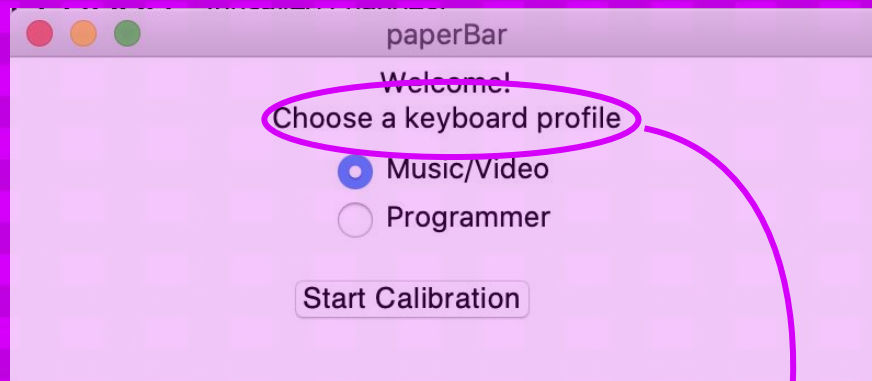 paperBar
Welcome!
Choose a keyboard profile
Music/Video
Programmer
Start Calibration